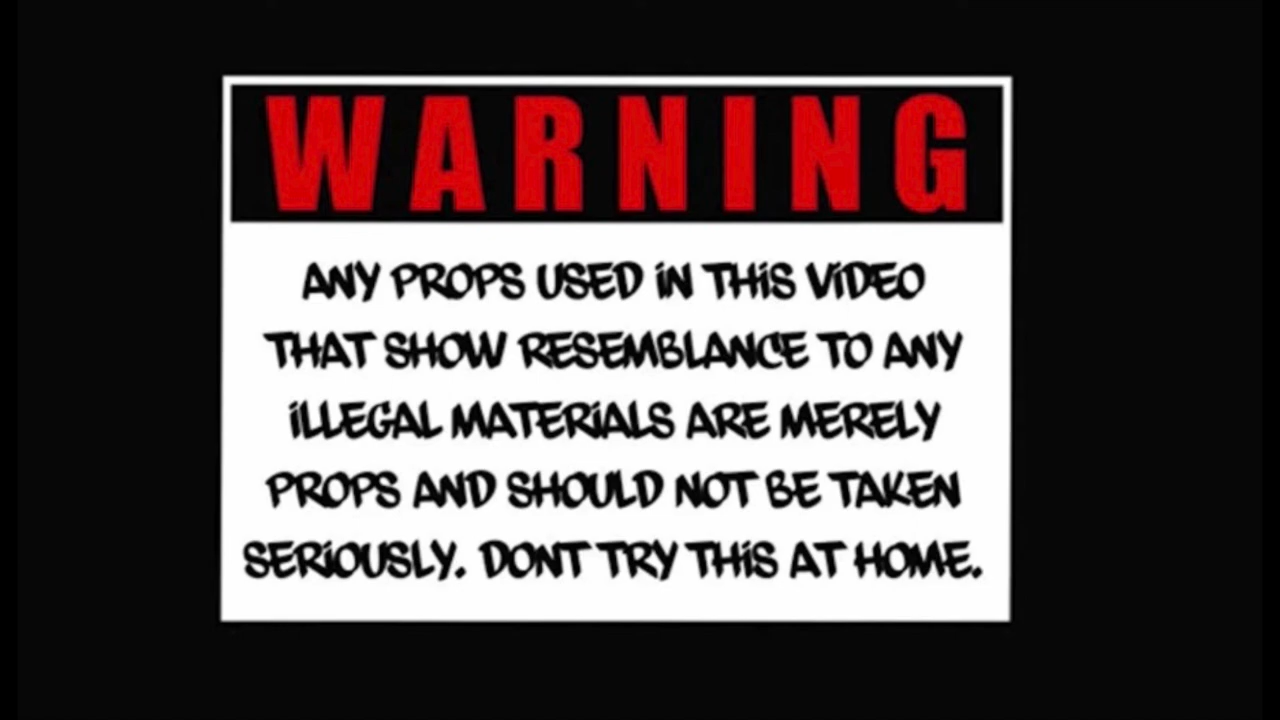 WARNING
ANY PROPS USED iN THiS ViDEO
THAT SHOW RESEMBLANCE TO ANY
iLLEGAL MATERiALS ARE MERELY
PROPS AND SHOULD NOT BE TAKEN
SERiOUSLY. DONT TRY THiS AT HOME.